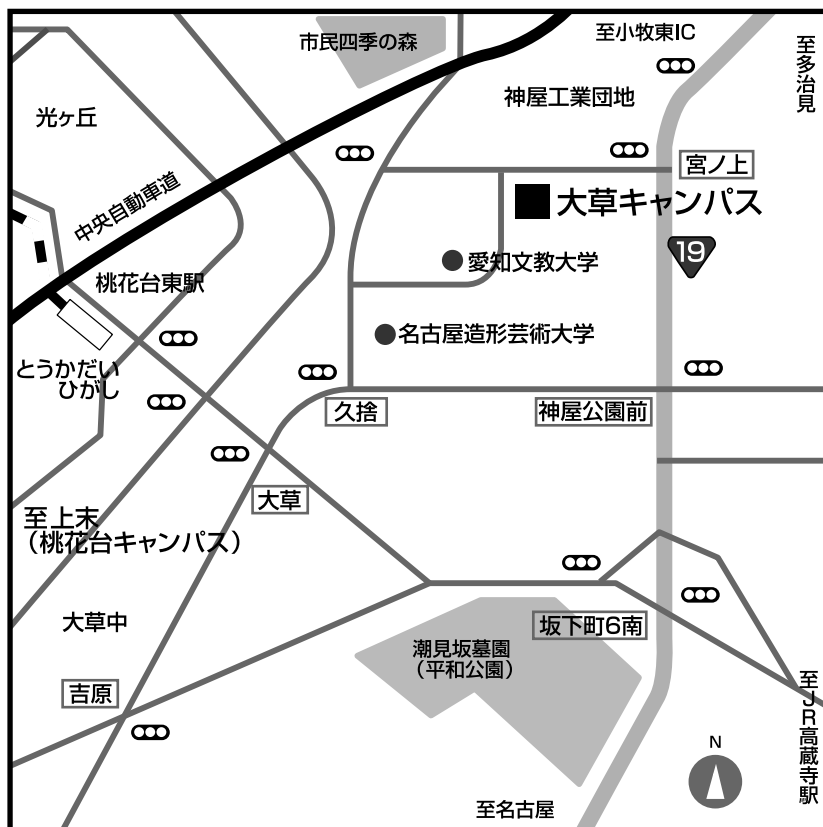 市民四季の森
至小牧東IC
至多治見
神屋工業団地
光ヶ丘
宮ノ上
中央自動車道
大草キャンパス
19
愛知文教大学
桃花台東駅
名古屋造形芸術大学
とうかだい
ひがし
久捨
神屋公園前
大草
至上末
（桃花台キャンパス）
大草中
坂下町6南
潮見坂墓園
（平和公園）
吉原
至JR高蔵寺駅
N
至名古屋